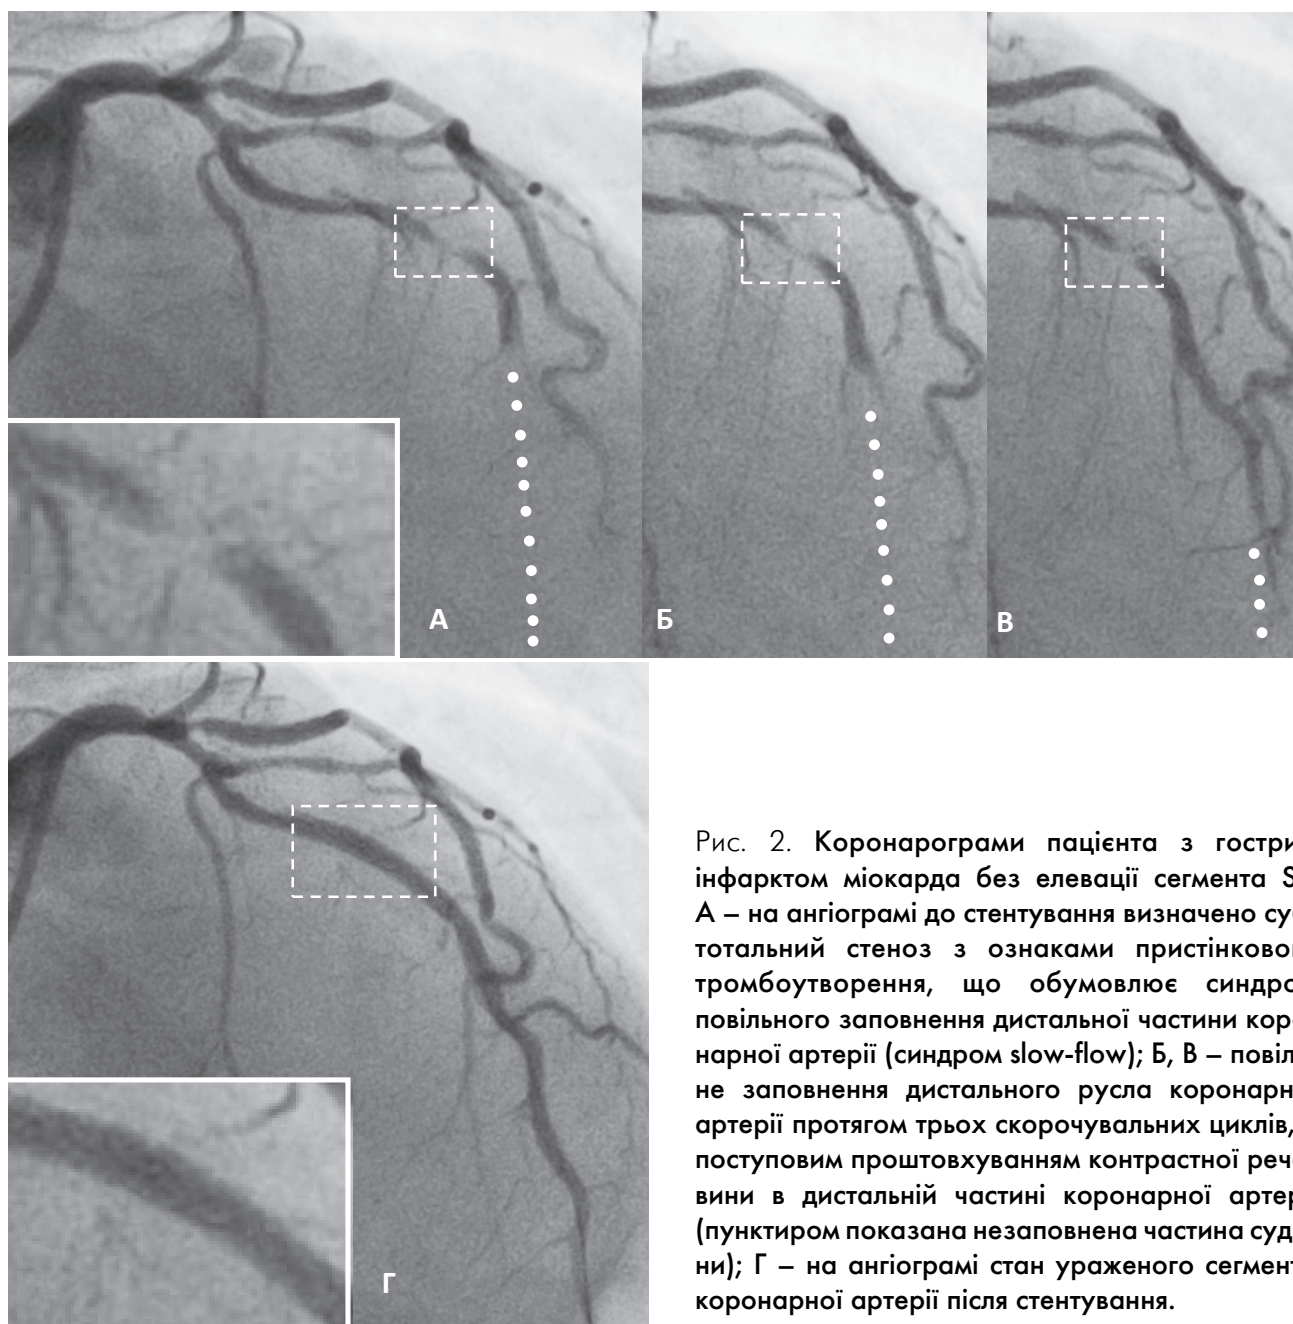 А
Б
В
Г
Рис. 2. Коронарограми пацієнта з гостри
інфарктом міокарда без елевації сегмента S
А – на ангіограмі до стентування визначено су
тотальний стеноз з ознаками пристінково
тромбоутворення, що обумовлює синдро
повільного заповнення дистальної частини кор
нарної артерії (синдром slow-flow); Б, В – повіл
не заповнення дистального русла коронарн
артерії протягом трьох скорочувальних циклів,
поступовим проштовхуванням контрастної реч
вини в дистальній частині коронарної артер
(пунктиром показана незаповнена частина суд
ни); Г – на ангіограмі стан ураженого сегмент
коронарної артерії після стентування.